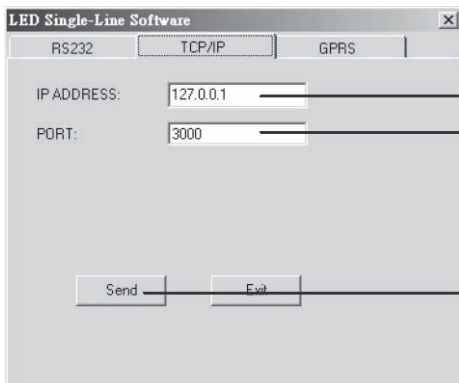 LED Single-Line Software
RS232 TCP/IP GPRS
IP ADDRESS: 127.0.0.1
PORT: 3000
Send Exit